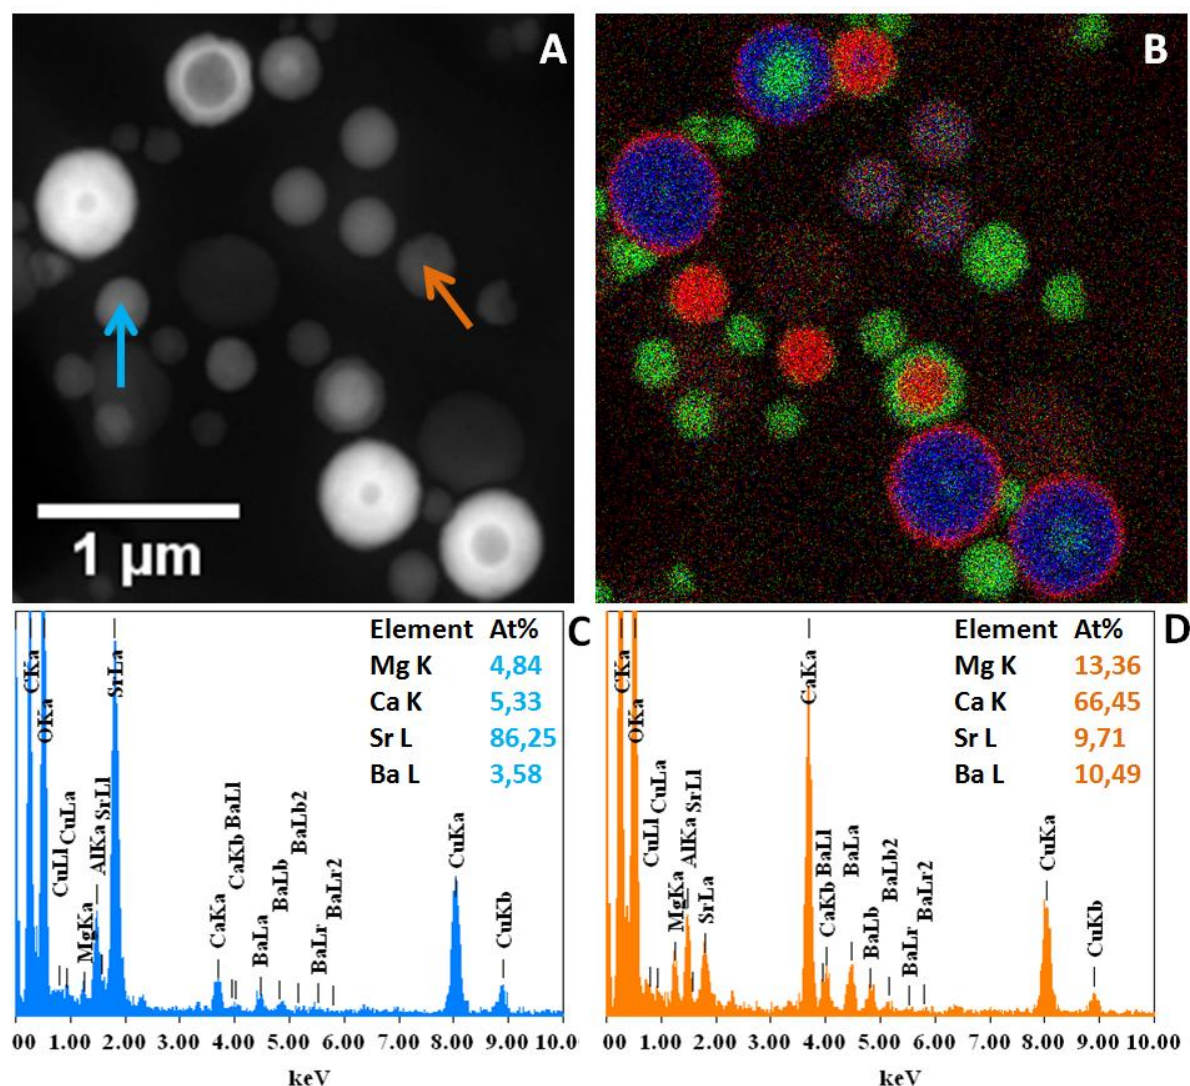 A
B
1 μm
C
Element At%
Mg K 4,84
Ca K 5,33
Sr L 86,25
Ba L 3,58
CKa
OKa
CuLl
CuLa
MgKa
AlKa
SrLl
SrLa
CaKa
CaKb
BaLl
BaLa
BaLb
BaLb2
BaLr
BaLr2
CuKa
CuKb
00 1.00 2.00 3.00 4.00 5.00 6.00 7.00 8.00 9.00 10.0
keV
D
Element At%
Mg K 13,36
Ca K 66,45
Sr L 9,71
Ba L 10,49
CKa
OKa
CuLl
CuLa
MgKa
AlKa
SrLl
SrLa
CaKa
CaKb
BaLl
BaLa
BaLb
BaLb2
BaLr
BaLr2
CuKa
CuKb
00 1.00 2.00 3.00 4.00 5.00 6.00 7.00 8.00 9.00 10.00
keV